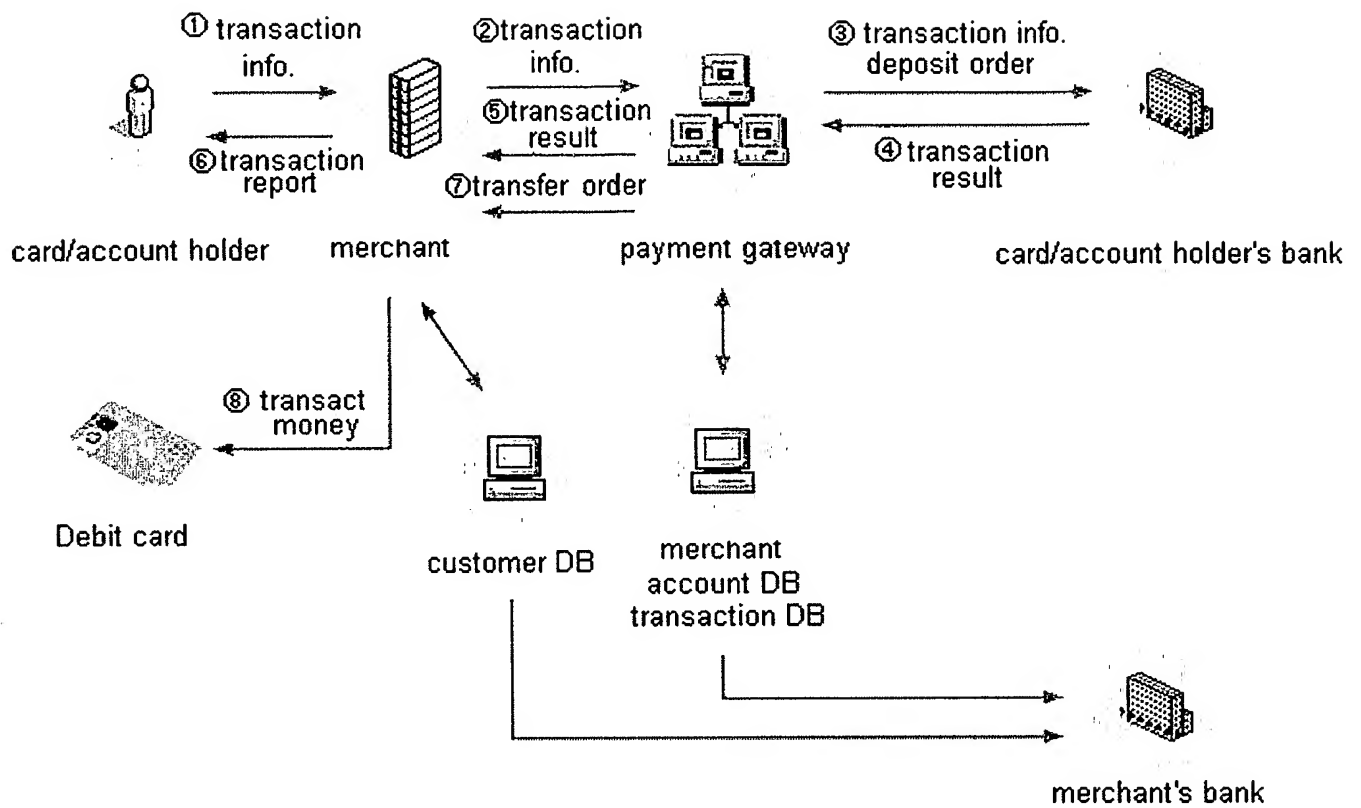 ① transaction
info.
②transaction
info.
③ transaction info.
deposit order
⑤transaction
result
④transaction
result
⑥transaction
report
⑦transfer order
card/account holder
merchant
payment gateway
card/account holder's bank
⑧ transact
money
Debit card
customer DB
merchant
account DB
transaction DB
merchant's bank